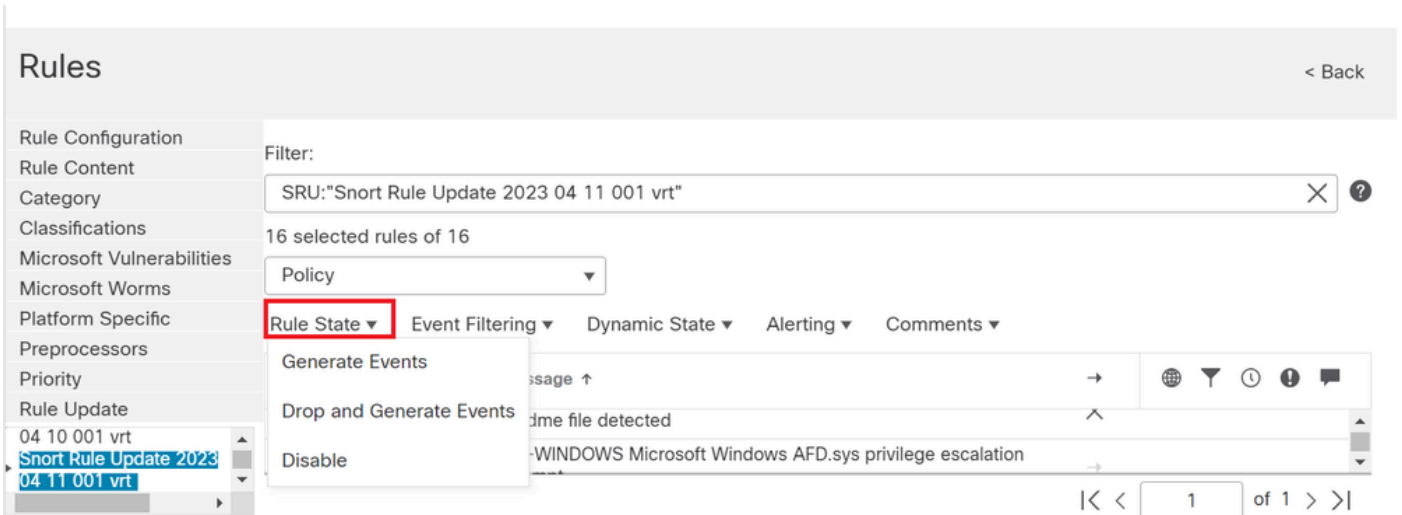 Rules
< Back
Rule Configuration
Rule Content
Category
Classifications
Microsoft Vulnerabilities
Microsoft Worms
Platform Specific
Preprocessors
Priority
Rule Update
04 10 001 vrt
Snort Rule Update 2023
04 11 001 vrt
Filter:
SRU:"Snort Rule Update 2023 04 11 001 vrt"
16 selected rules of 16
Policy
Rule State Event Filtering Dynamic State Alerting Comments
Generate Events
Drop and Generate Events
Disable
ssage ↑
dme file detected
-WINDOWS Microsoft Windows AFD.sys privilege escalation
1 of 1